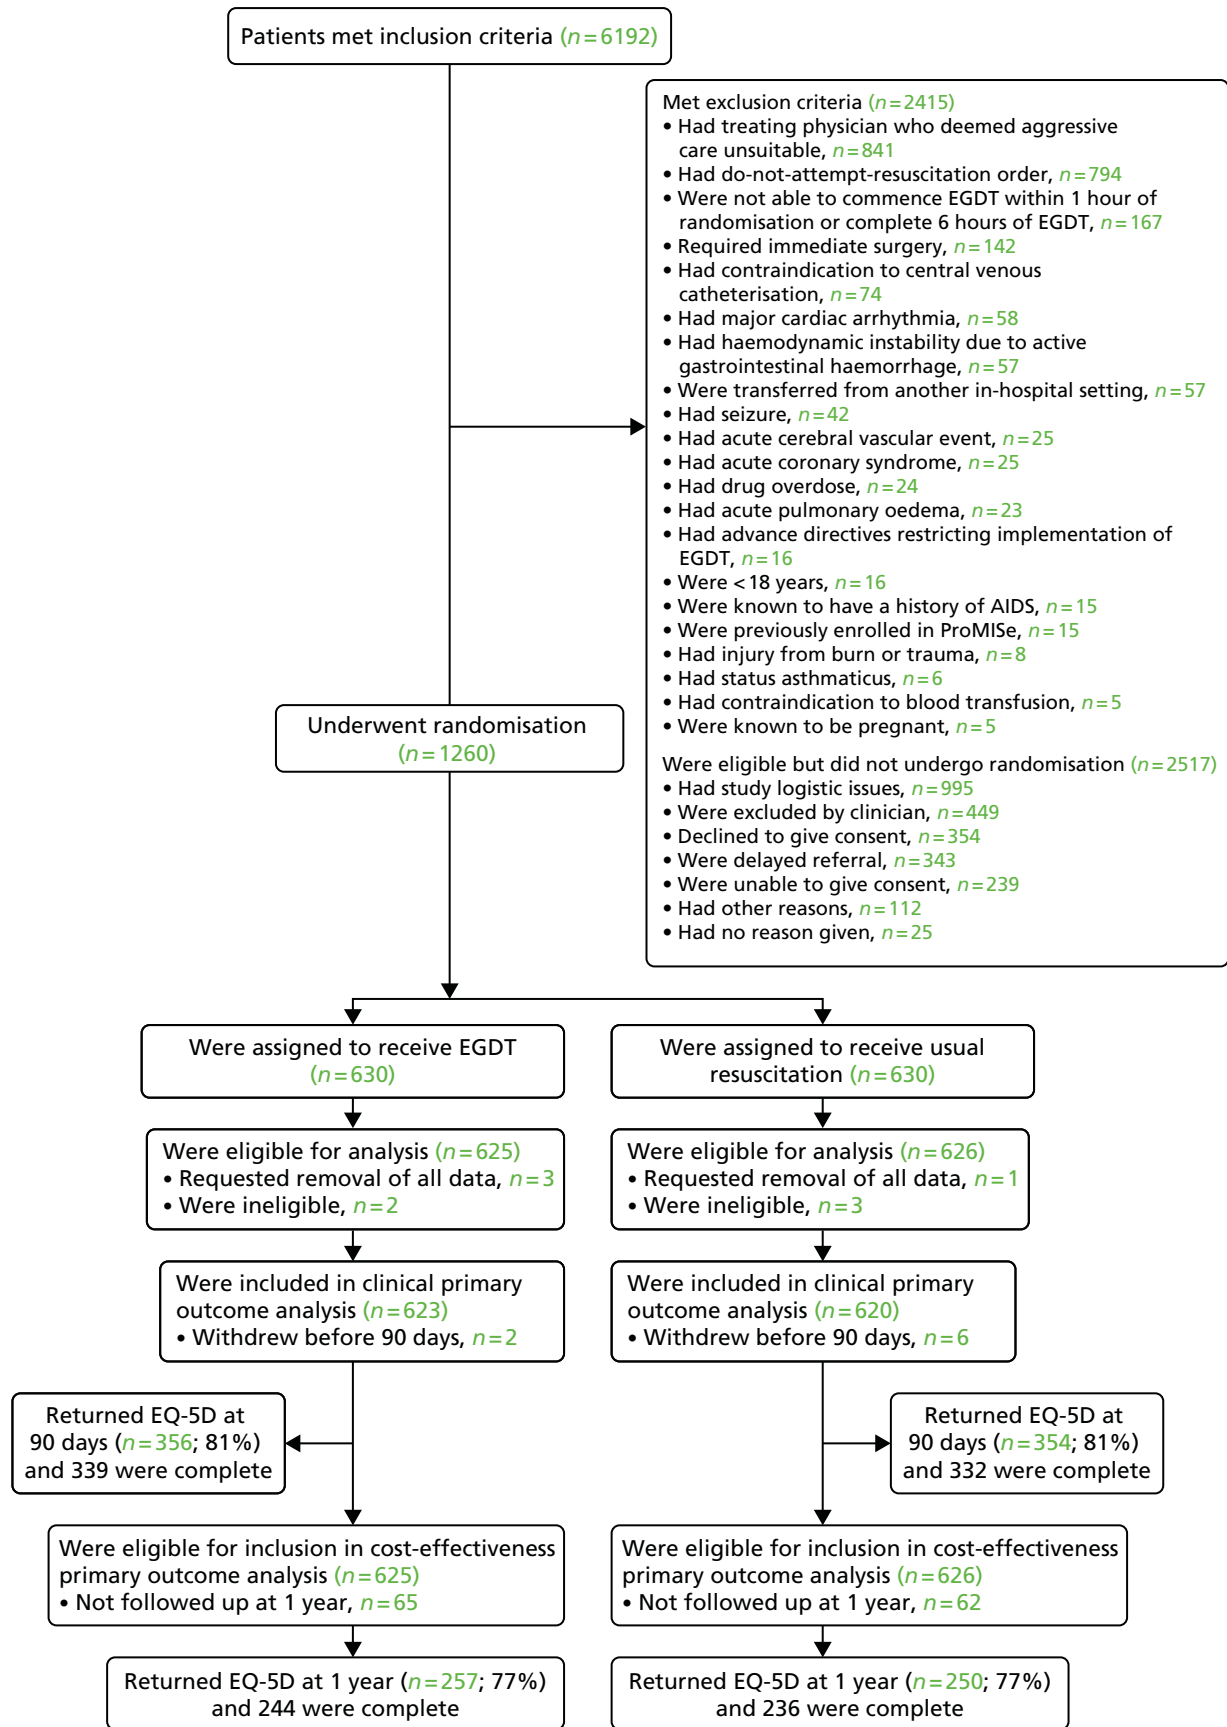 Patients met inclusion criteria (n=6192)
Met exclusion criteria (n=2415)
• Had treating physician who deemed aggressive
care unsuitable, n=841
• Had do-not-attempt-resuscitation order, n=794
• Were not able to commence EGDT within 1 hour of
randomisation or complete 6 hours of EGDT, n=167
• Required immediate surgery, n=142
• Had contraindication to central venous
catheterisation, n=74
• Had major cardiac arrhythmia, n=58
• Had haemodynamic instability due to active
gastrointestinal haemorrhage, n=57
• Were transferred from another in-hospital setting, n=57
• Had seizure, n=42
• Had acute cerebral vascular event, n=25
• Had acute coronary syndrome, n=25
• Had drug overdose, n=24
• Had acute pulmonary oedema, n=23
• Had advance directives restricting implementation of
EGDT, n=16
• Were <18 years, n=16
• Were known to have a history of AIDS, n=15
• Were previously enrolled in ProMISe, n=15
• Had injury from burn or trauma, n=8
• Had status asthmaticus, n=6
• Had contraindication to blood transfusion, n=5
• Were known to be pregnant, n=5
Were eligible but did not undergo randomisation (n=2517)
• Had study logistic issues, n=995
• Were excluded by clinician, n=449
• Declined to give consent, n=354
• Were delayed referral, n=343
• Were unable to give consent, n=239
• Had other reasons, n=112
• Had no reason given, n=25
Underwent randomisation
(n=1260)
Were assigned to receive EGDT
(n=630)
Were assigned to receive usual
resuscitation (n=630)
Were eligible for analysis (n=625)
• Requested removal of all data, n=3
• Were ineligible, n=2
Were eligible for analysis (n=626)
• Requested removal of all data, n=1
• Were ineligible, n=3
Were included in clinical primary
outcome analysis (n=623)
• Withdrew before 90 days, n=2
Were included in clinical primary
outcome analysis (n=620)
• Withdrew before 90 days, n=6
Returned EQ-5D at
90 days (n=356; 81%)
and 339 were complete
Returned EQ-5D at
90 days (n=354; 81%)
and 332 were complete
Were eligible for inclusion in cost-effectiveness
primary outcome analysis (n=625)
• Not followed up at 1 year, n=65
Were eligible for inclusion in cost-effectiveness
primary outcome analysis (n=626)
• Not followed up at 1 year, n=62
Returned EQ-5D at 1 year (n=257; 77%)
and 244 were complete
Returned EQ-5D at 1 year (n=250; 77%)
and 236 were complete